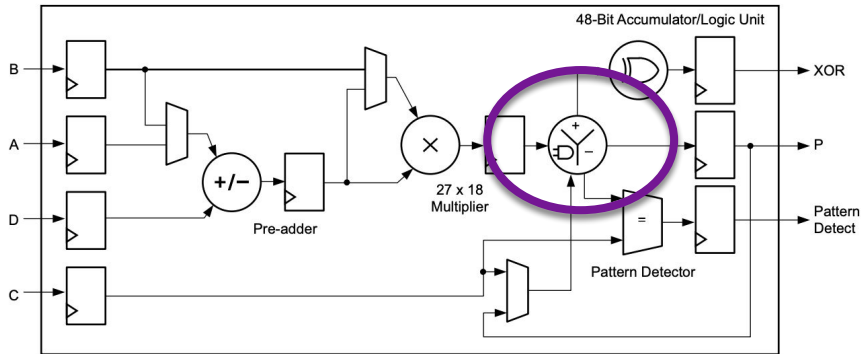 48-Bit Accumulator/Logic Unit
B
XOR
A
+
−
P
×
+/−
27 x 18
Multiplier
D
Pre-adder
=
Pattern
Detect
Pattern Detector
C